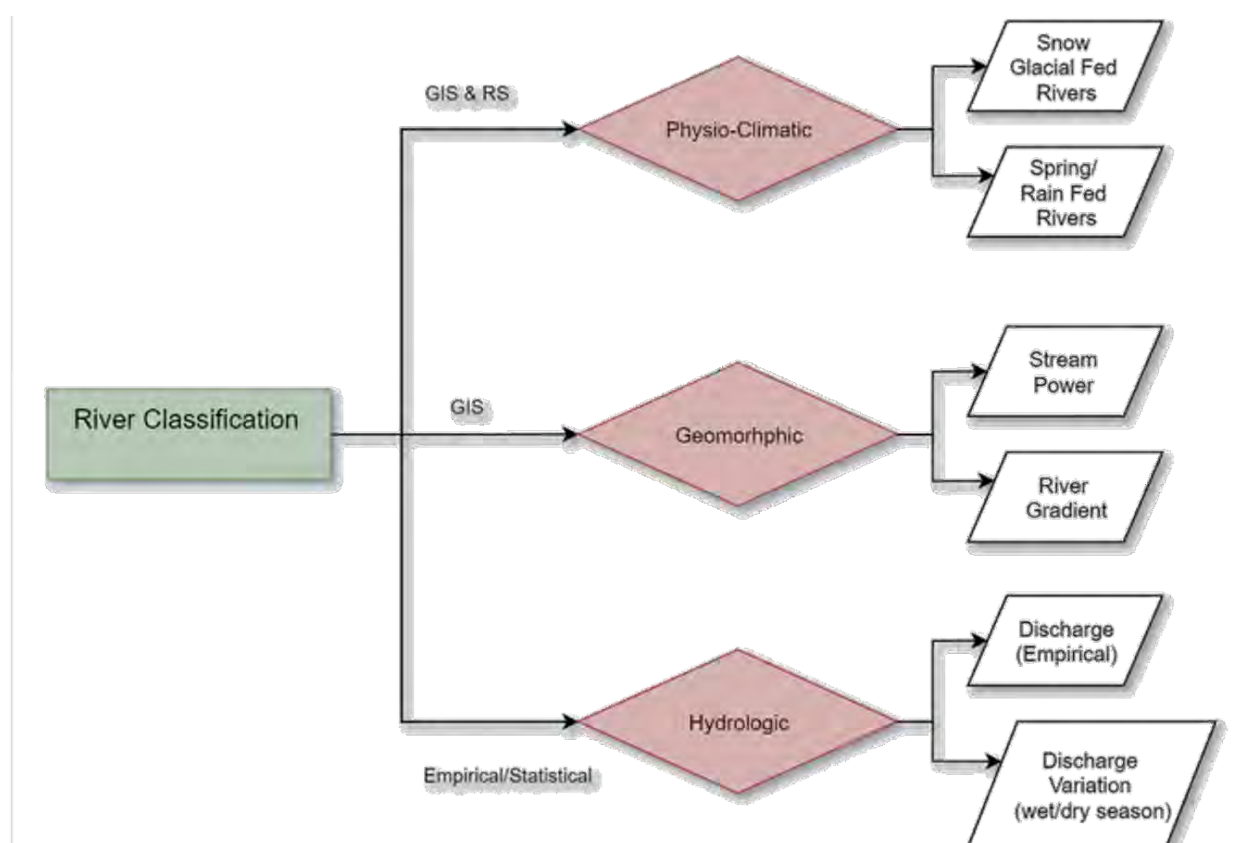 Snow
Glacial Fed
Rivers
GIS & RS
Physio-Climatic
Spring/
Rain Fed
Rivers
Stream
Power
River Classification
GIS
Geomorhphic
River
Gradient
Discharge
(Empirical)
Hydrologic
Empirical/Statistical
Discharge
Variation
(wet/dry season)